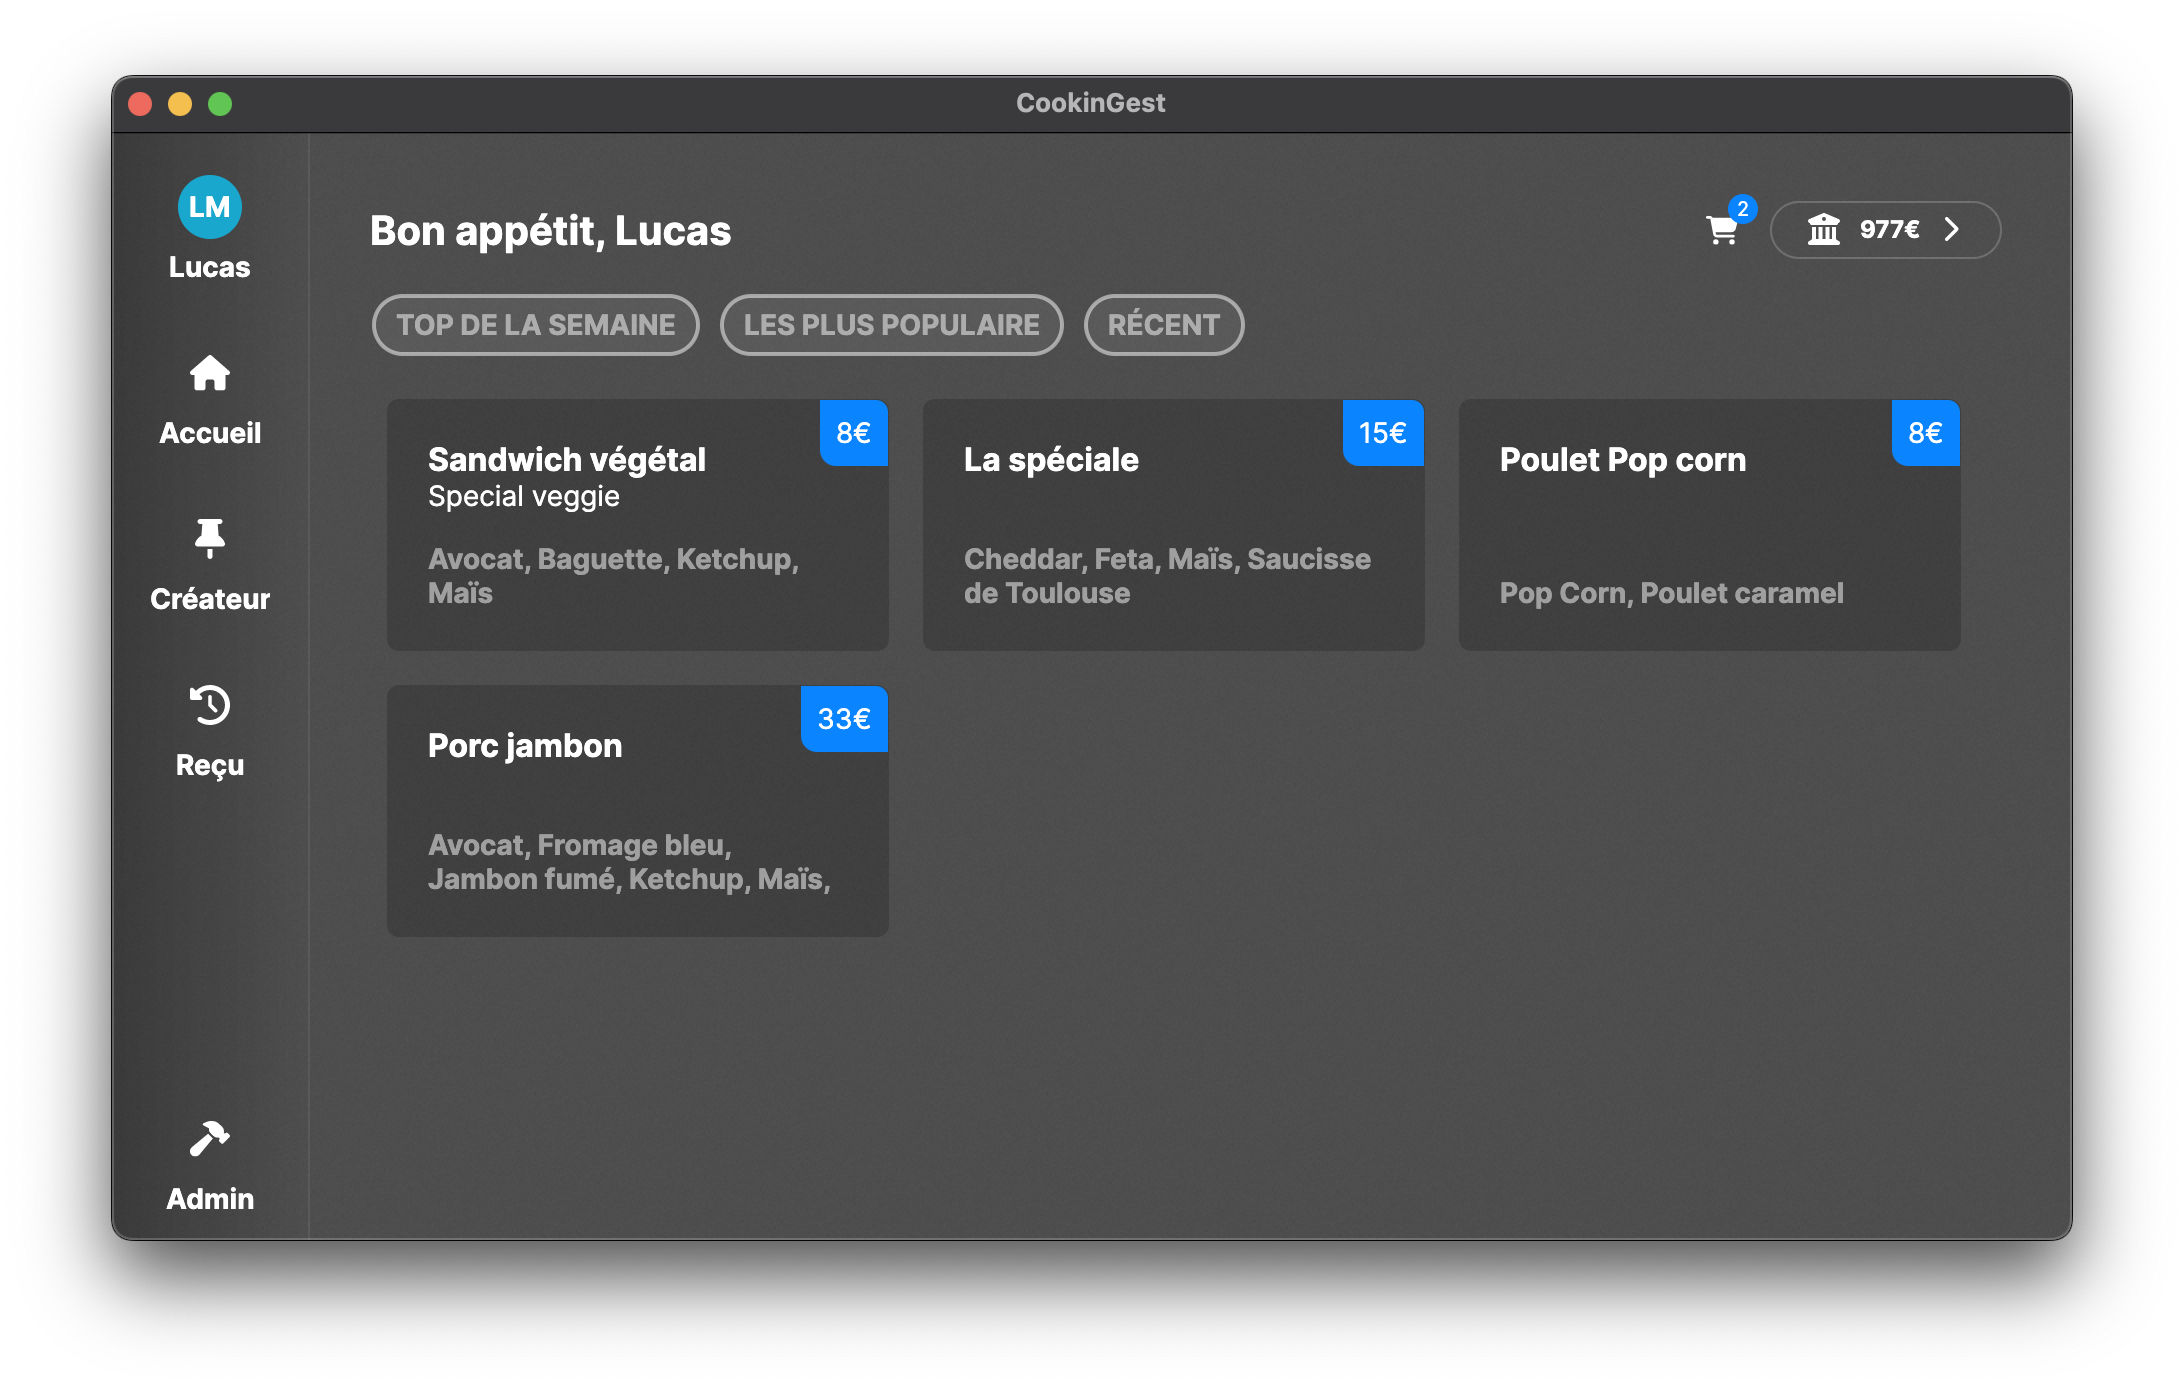 CookinGest
LM
Lucas
Accueil
Créateur
Reçu
Admin
Bon appétit, Lucas
2
977€
TOP DE LA SEMAINE
LES PLUS POPULAIRE
RÉCENT
8€
Sandwich végétal
Special veggie
Avocat, Baguette, Ketchup,
Maïs
15€
La spéciale
Cheddar, Feta, Maïs, Saucisse
de Toulouse
8€
Poulet Pop corn
Pop Corn, Poulet caramel
33€
Porc jambon
Avocat, Fromage bleu,
Jambon fumé, Ketchup, Maïs,